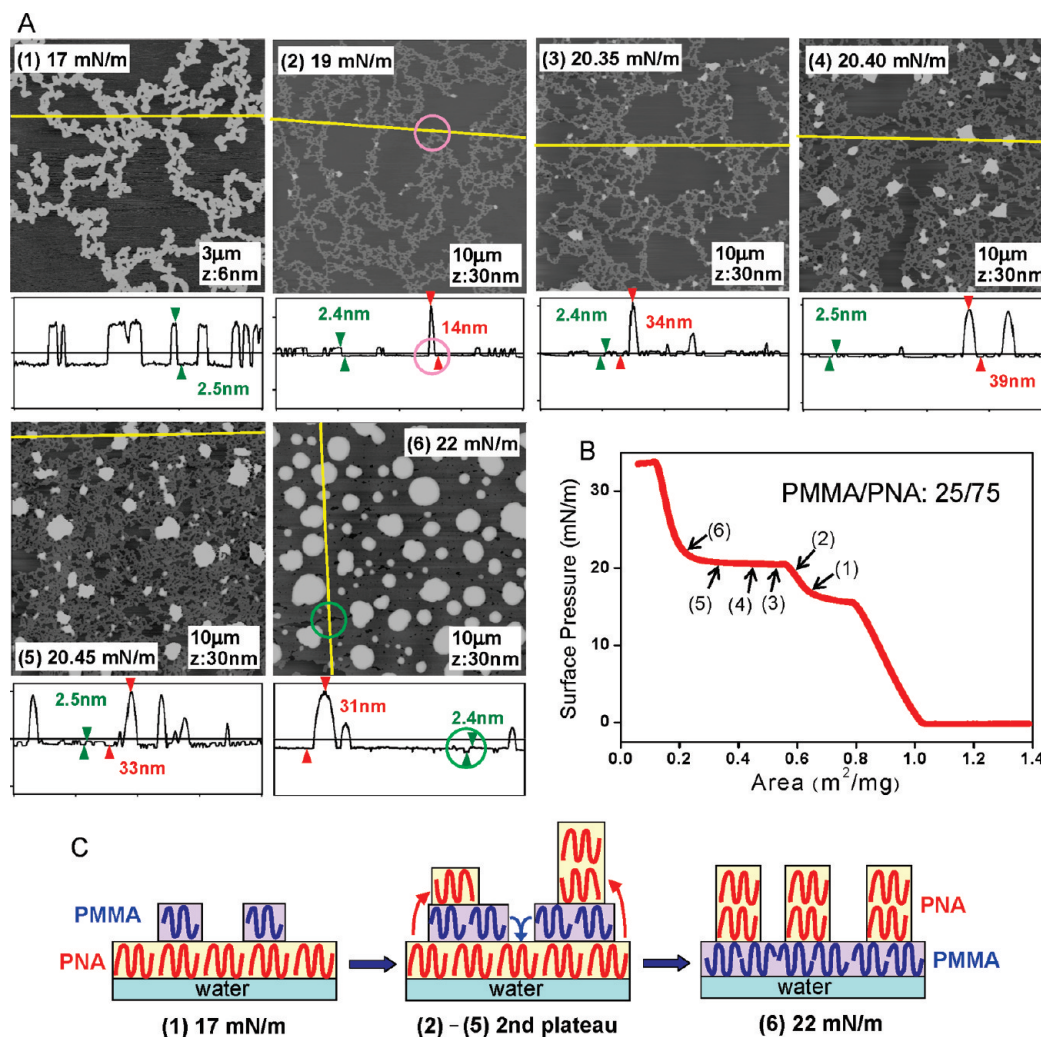 A
(1) 17 mN/m
3μm
z:6nm
2.5nm
(2) 19 mN/m
10μm
z:30nm
2.4nm
14nm
(3) 20.35 mN/m
10μm
z:30nm
2.4nm
34nm
(4) 20.40 mN/m
10μm
z:30nm
2.5nm
39nm
(5) 20.45 mN/m
10μm
z:30nm
2.5nm
33nm
(6) 22 mN/m
10μm
z:30nm
31nm
2.4nm
B
PMMA/PNA: 25/75
Surface Pressure (mN/m)
30
20
10
0
(6)
(5)
(4)
(3)
(2)
(1)
0.0 0.2 0.4 0.6 0.8 1.0 1.2 1.4
Area (m²/mg)
C
PMMA
PNA
water
(1) 17 mN/m
water
(2) – (5) 2nd plateau
PNA
PMMA
water
(6) 22 mN/m